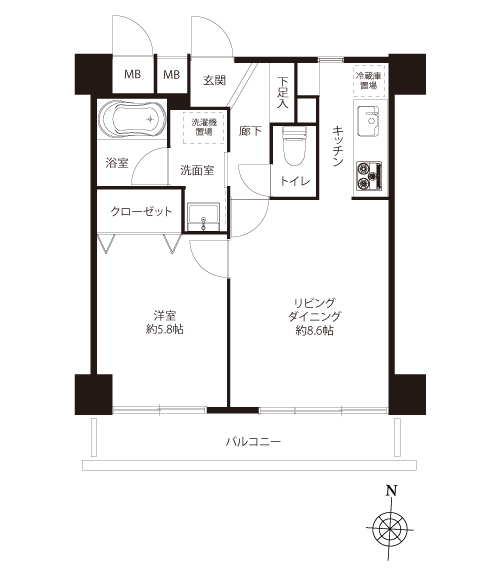 MB
MB
玄関
下足入
冷蔵庫
置場
洗濯機
置場
廊下
キッチン
浴室
洗面室
トイレ
クローゼット
リビング
ダイニング
約8.6帖
洋室
約5.8帖
バルコニー
N